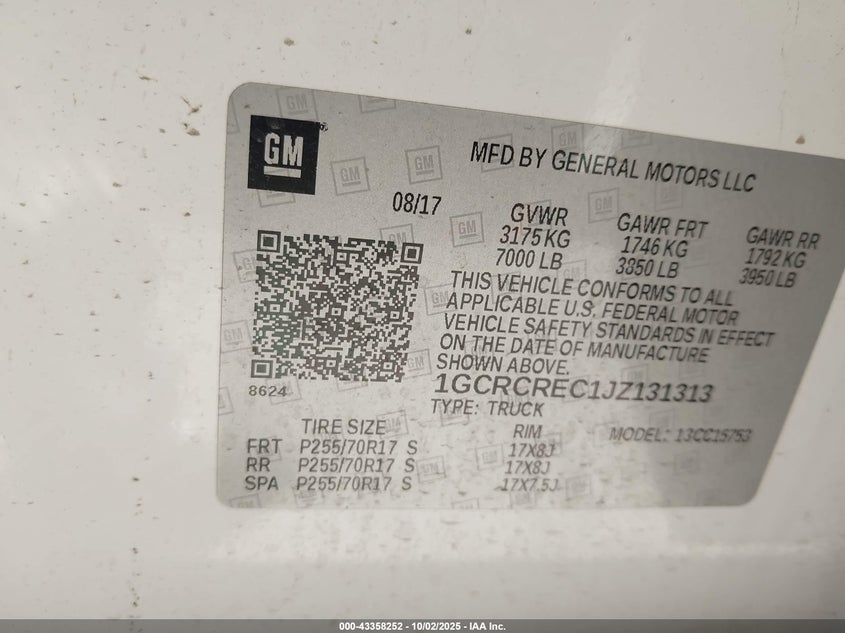 GM
MFD BY GENERAL MOTORS LLC
08/17
GVWR GAWR FRT GAWR RR
3175 KG 1746 KG 1792 KG
7000 LB 3850 LB 3950 LB
THIS VEHICLE CONFORMS TO ALL
APPLICABLE U.S. FEDERAL MOTOR
VEHICLE SAFETY STANDARDS IN EFFECT
ON THE DATE OF MANUFACTURE
SHOWN ABOVE.
8624
1GCRCREC1JZ131313
TYPE: TRUCK
TIRE SIZE RIM MODEL: 13CC15753
FRT P255/70R17 S 17X8J
RR P255/70R17 S 17X8J
SPA P255/70R17 S 17X7.5J
000-43358252 - 10/02/2025 - IAA Inc.